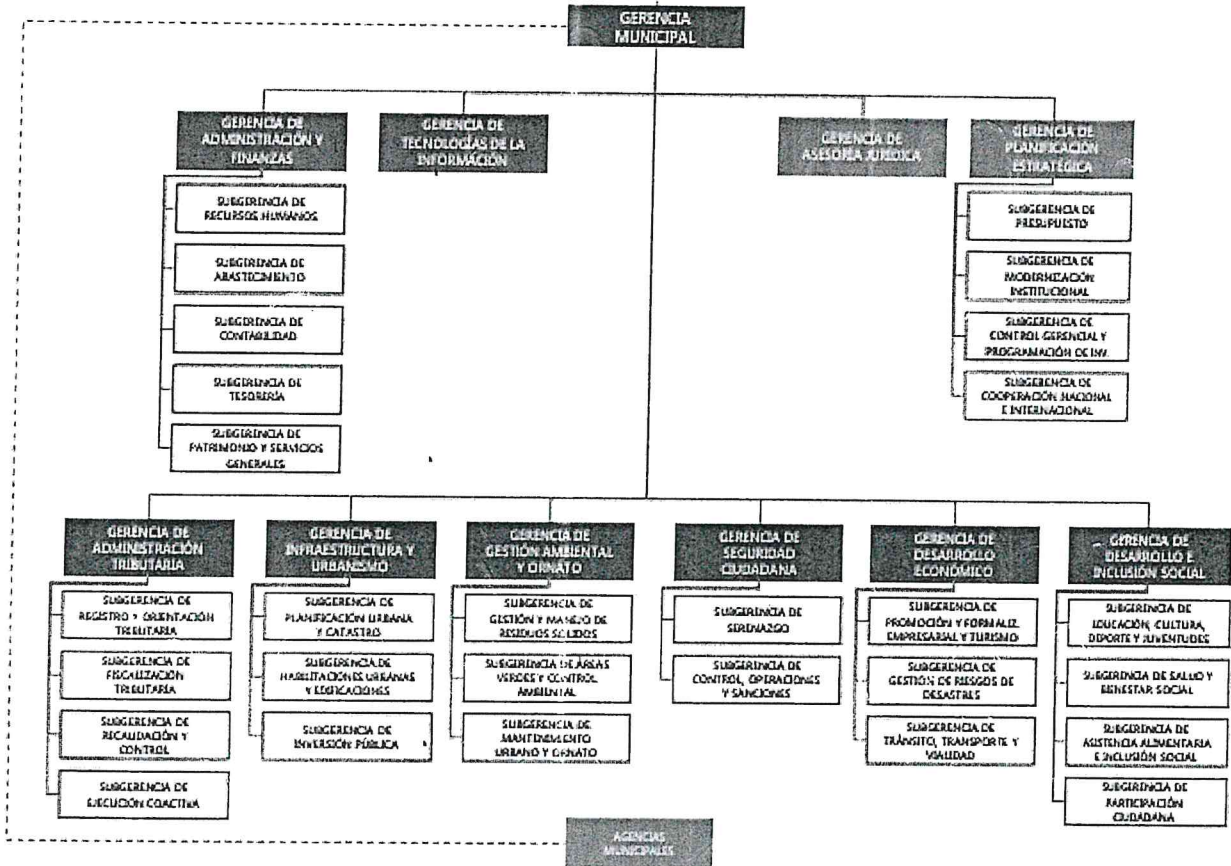 GERENCIA
MUNICIPAL
GERENCIA DE
ADMINISTRACIÓN Y
FINANZAS
GERENCIA DE
TECNOLOGÍAS DE LA
INFORMACIÓN
GERENCIA DE
ASESORÍA JURÍDICA
GERENCIA DE
PLANIFICACIÓN
ESTRATÉGICA
SUBGERENCIA DE
RECURSOS HUMANOS
SUBGERENCIA DE
ABASTECIMIENTO
SUBGERENCIA DE
CONTABILIDAD
SUBGERENCIA DE
TESORERÍA
SUBGERENCIA DE
PATRIMONIO Y SERVICIOS
GENERALES
SUBGERENCIA DE
PRESUPUESTO
SUBGERENCIA DE
MODERNIZACIÓN
INSTITUCIONAL
SUBGERENCIA DE
CONTROL GERENCIAL Y
PROGRAMACIÓN DE INV.
SUBGERENCIA DE
COOPERACIÓN NACIONAL
E INTERNACIONAL
GERENCIA DE
ADMINISTRACIÓN
TRIBUTARIA
SUBGERENCIA DE
REGISTRO Y ORIENTACIÓN
TRIBUTARIA
SUBGERENCIA DE
FISCALIZACIÓN
TRIBUTARIA
SUBGERENCIA DE
RECAUDACIÓN Y
CONTROL
SUBGERENCIA DE
EJECUCIÓN COACTIVA
GERENCIA DE
INFRAESTRUCTURA Y
URBANISMO
SUBGERENCIA DE
PLANIFICACIÓN URBANA
Y CATASTRO
SUBGERENCIA DE
HABILITACIONES URBANAS
Y EDIFICACIONES
SUBGERENCIA DE
INVERSIÓN PÚBLICA
GERENCIA DE
GESTIÓN AMBIENTAL
Y ORNATO
SUBGERENCIA DE
GESTIÓN Y MANEJO DE
RESIDUOS SÓLIDOS
SUBGERENCIA DE ÁREAS
VERDES Y CONTROL
AMBIENTAL
SUBGERENCIA DE
MANTENIMIENTO
URBANO Y ORNATO
GERENCIA DE
SEGURIDAD
CIUDADANA
SUBGERENCIA DE
SERENAZGO
SUBGERENCIA DE
CONTROL, OPERACIONES
Y SANCIONES
GERENCIA DE
DESARROLLO
ECONÓMICO
SUBGERENCIA DE
PROMOCIÓN Y FORMALIZ.
EMPRESARIAL Y TURISMO
SUBGERENCIA DE
GESTIÓN DE RIESGOS DE
DESASTRES
SUBGERENCIA DE
TRÁNSITO, TRANSPORTE Y
VIALIDAD
GERENCIA DE
DESARROLLO E
INCLUSIÓN SOCIAL
SUBGERENCIA DE
EDUCACIÓN, CULTURA,
DEPORTE Y JUVENTUDES
SUBGERENCIA DE SALUD Y
BIENESTAR SOCIAL
SUBGERENCIA DE
ASISTENCIA ALIMENTARIA
E INCLUSIÓN SOCIAL
SUBGERENCIA DE
PARTICIPACIÓN
CIUDADANA
AGENCIAS
MUNICIPALES